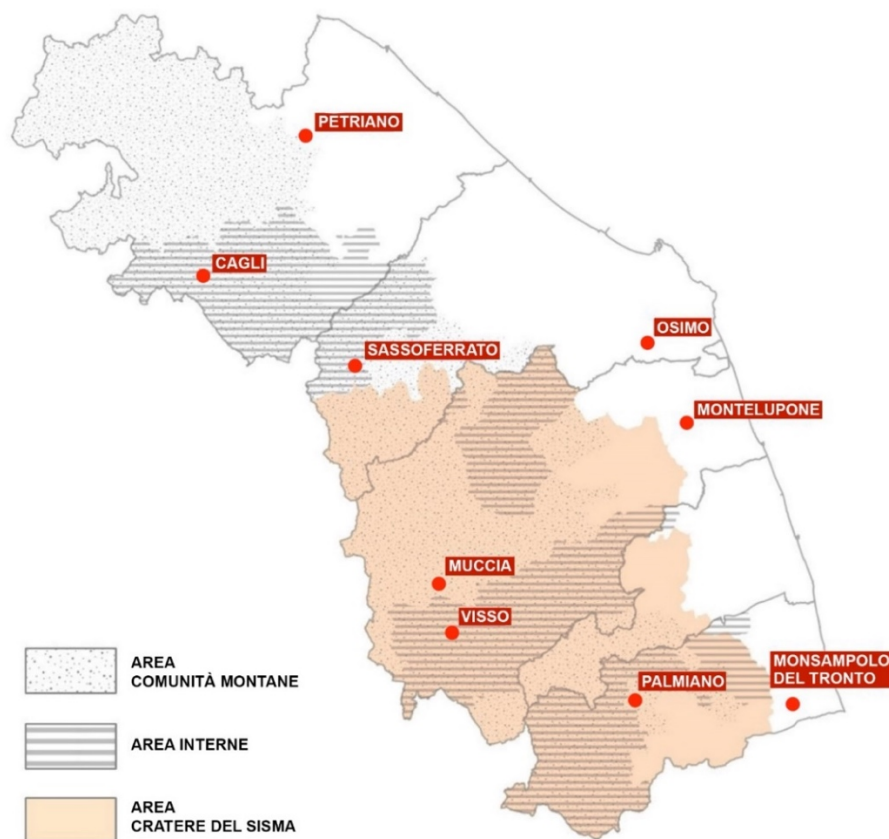 PETRIANO
CAGLI
OSIMO
SASSOFERRATO
MONTELUPONE
MUCCIA
VISSO
PALMIANO
MONSAMPOLO
DEL TRONTO
AREA
COMUNITÀ MONTANE
AREA INTERNE
AREA
CRATERE DEL SISMA